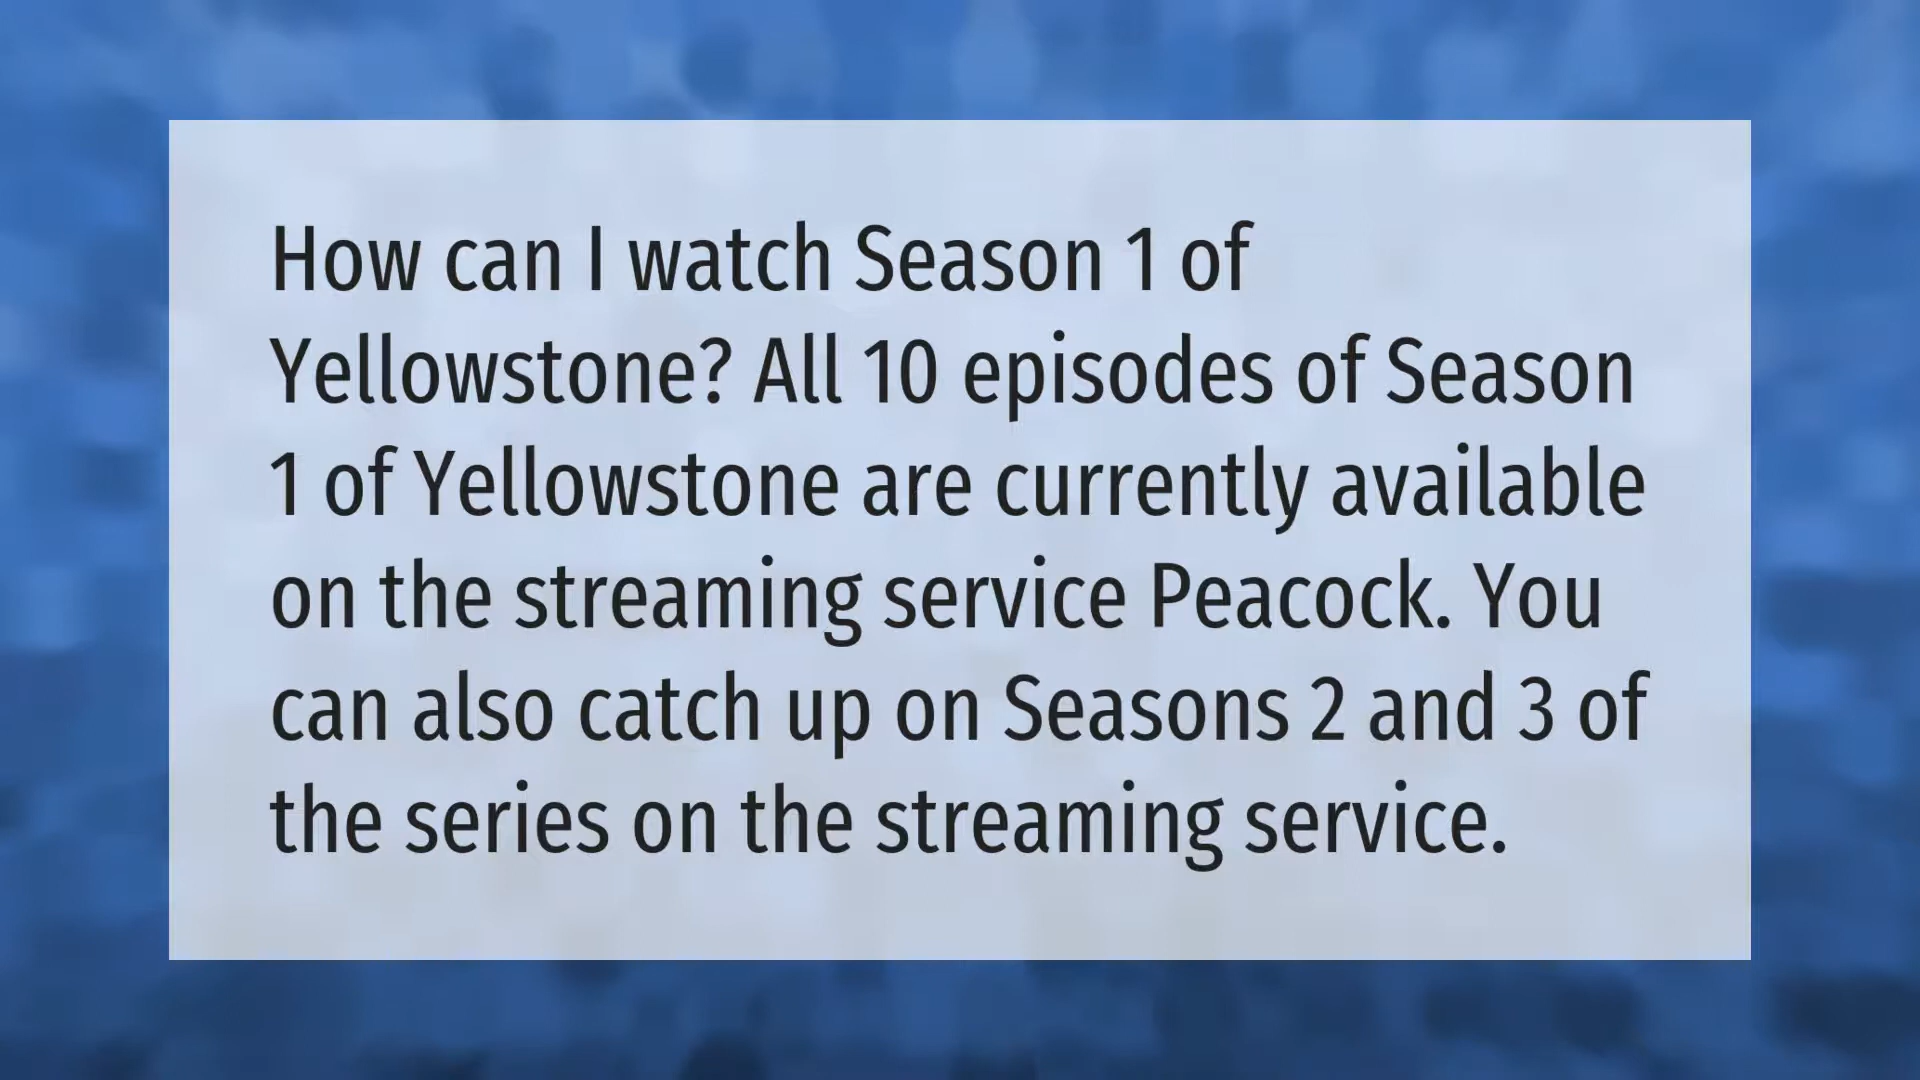 How can I watch Season 1 of
Yellowstone? All 10 episodes of Season
1 of Yellowstone are currently available
on the streaming service Peacock. You
can also catch up on Seasons 2 and 3 of
the series on the streaming service.